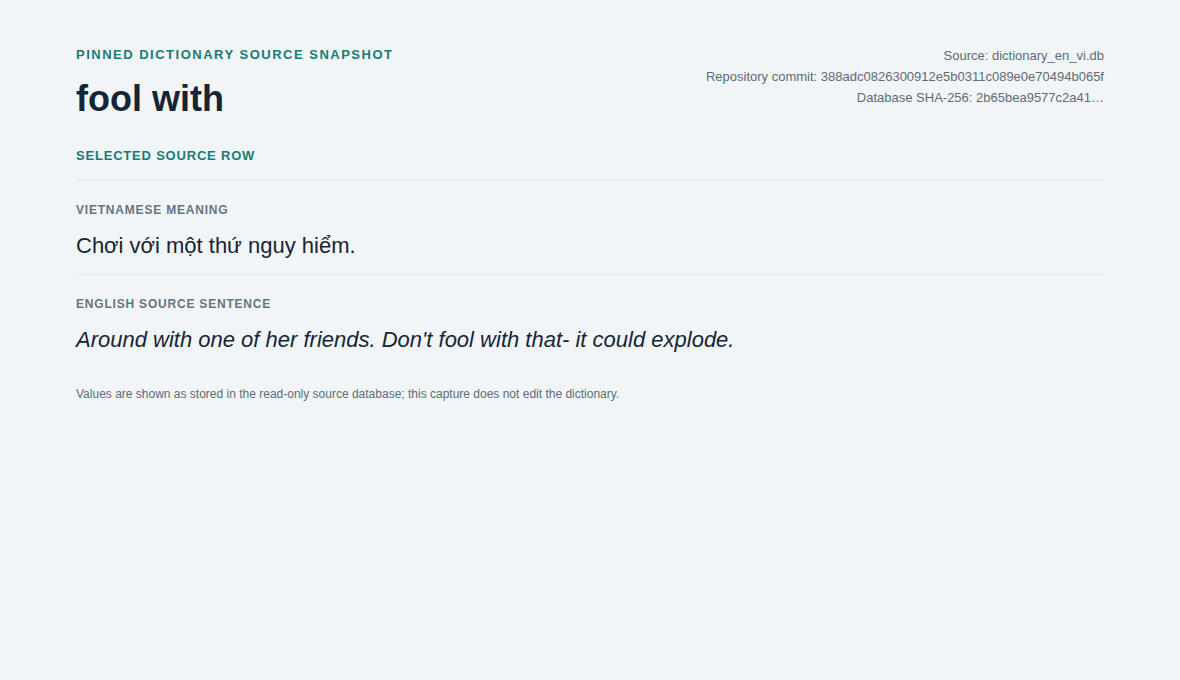 PINNED DICTIONARY SOURCE SNAPSHOT
fool with
Source: dictionary_en_vi.db
Repository commit: 388adc0826300912e5b0311c089e0e70494b065f
Database SHA-256: 2b65bea9577c2a41…
SELECTED SOURCE ROW
VIETNAMESE MEANING
Chơi với một thứ nguy hiểm.
ENGLISH SOURCE SENTENCE
Around with one of her friends. Don't fool with that- it could explode.
Values are shown as stored in the read-only source database; this capture does not edit the dictionary.